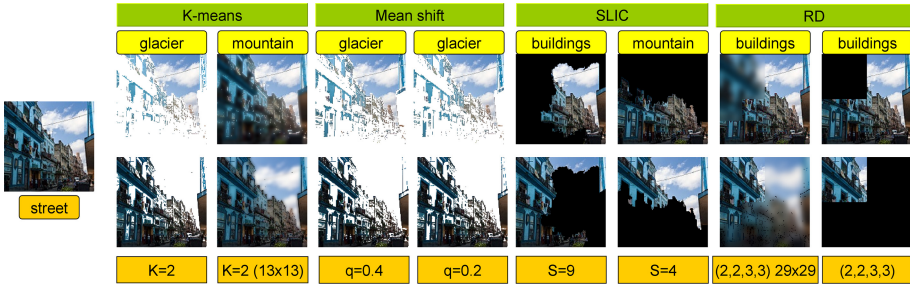 K-means
Mean shift
SLIC
RD
glacier
mountain
glacier
glacier
buildings
mountain
buildings
buildings
street
K=2
K=2 (13x13)
q=0.4
q=0.2
S=9
S=4
(2,2,3,3) 29x29
(2,2,3,3)